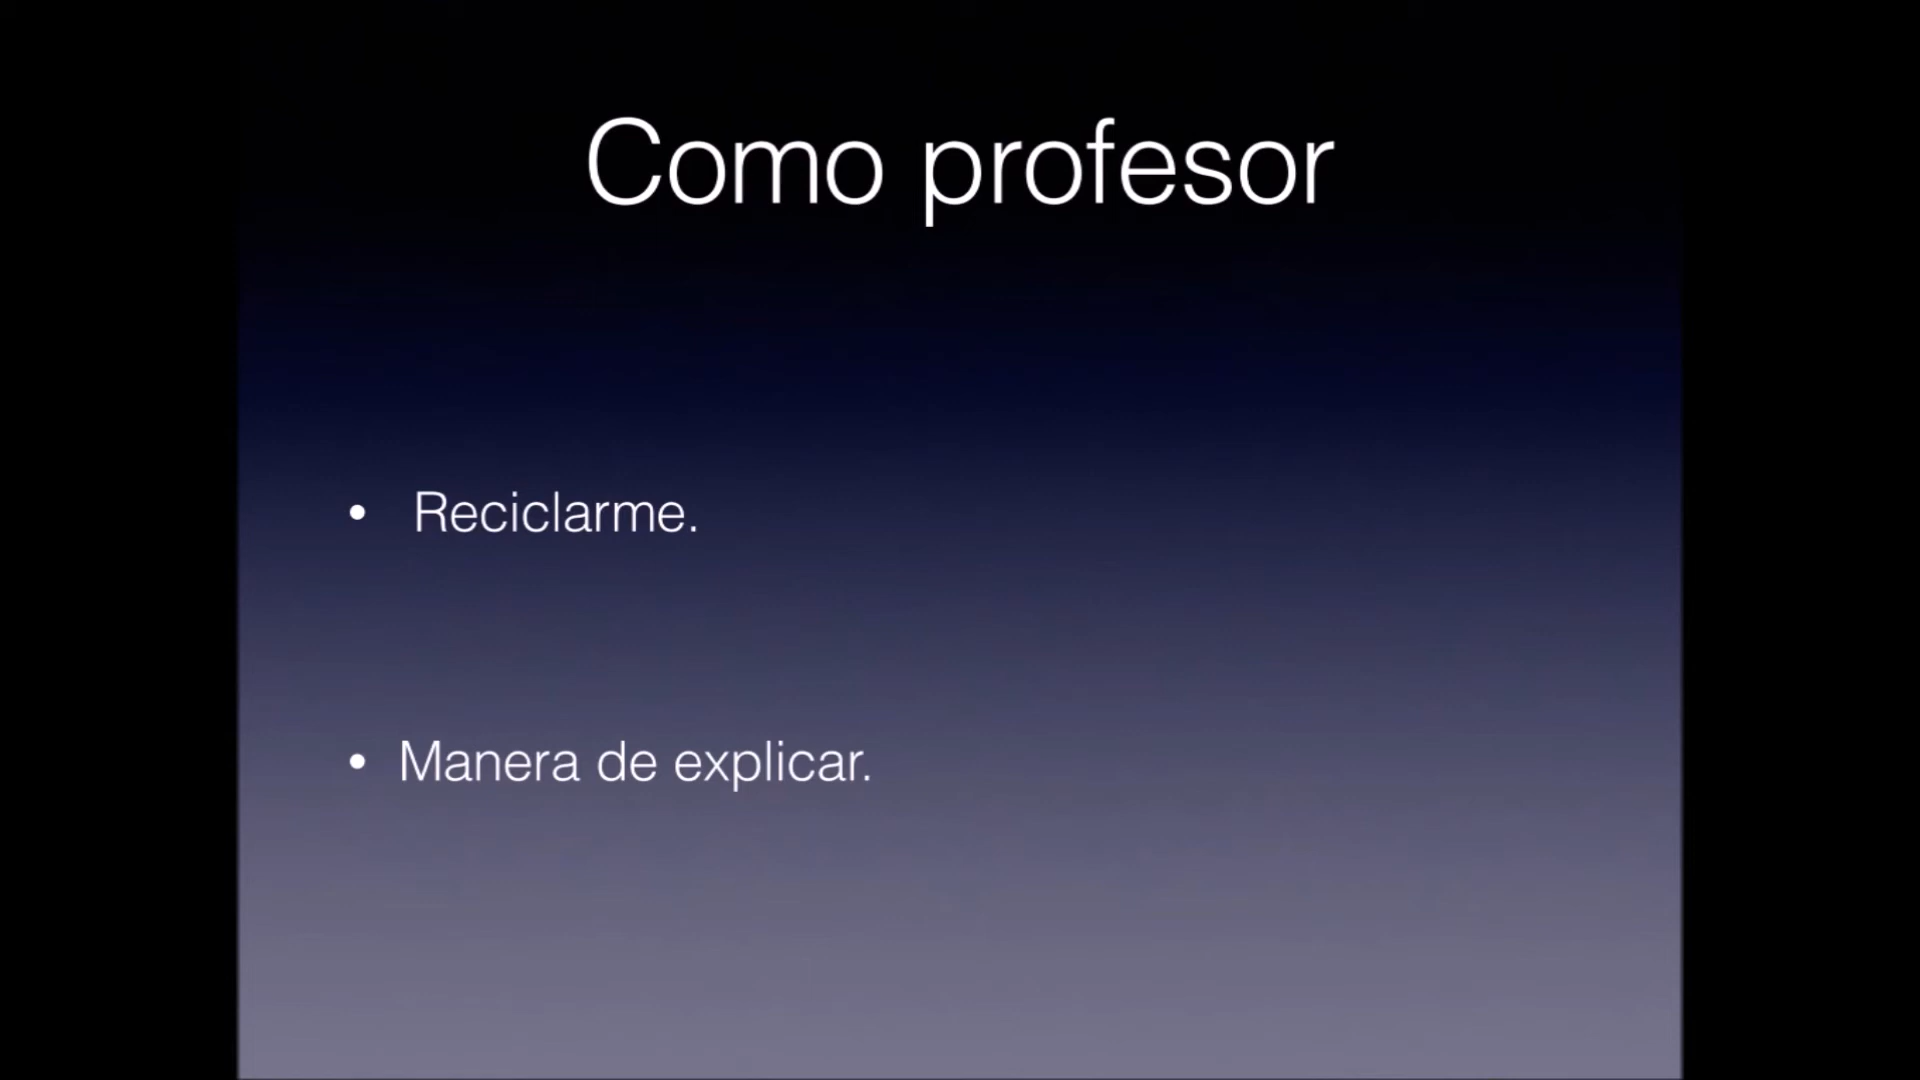 Como profesor
• Reciclarme.
• Manera de explicar.